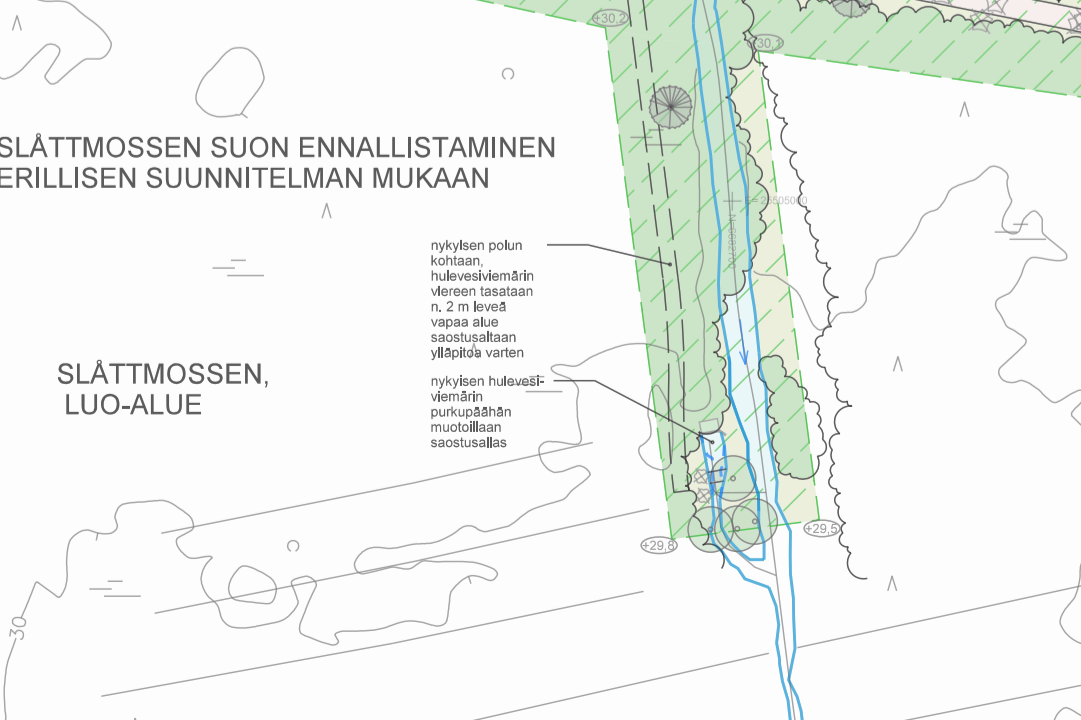 +30,2
+30,1
SLÅTTMOSSEN SUON ENNALLISTAMINEN
ERILLISEN SUUNNITELMAN MUKAAN
nykyisen polun
kohtaan,
hulevesiviemärin
viereen tasataan
n. 2 m leveä
vapaa alue
saostusaltaan
ylläpitoa varten
SLÅTTMOSSEN,
LUO-ALUE
nykyisen hulevesi-
viemärin
purkupäähän
muotoillaan
saostusallas
+29,8
+29,5
30